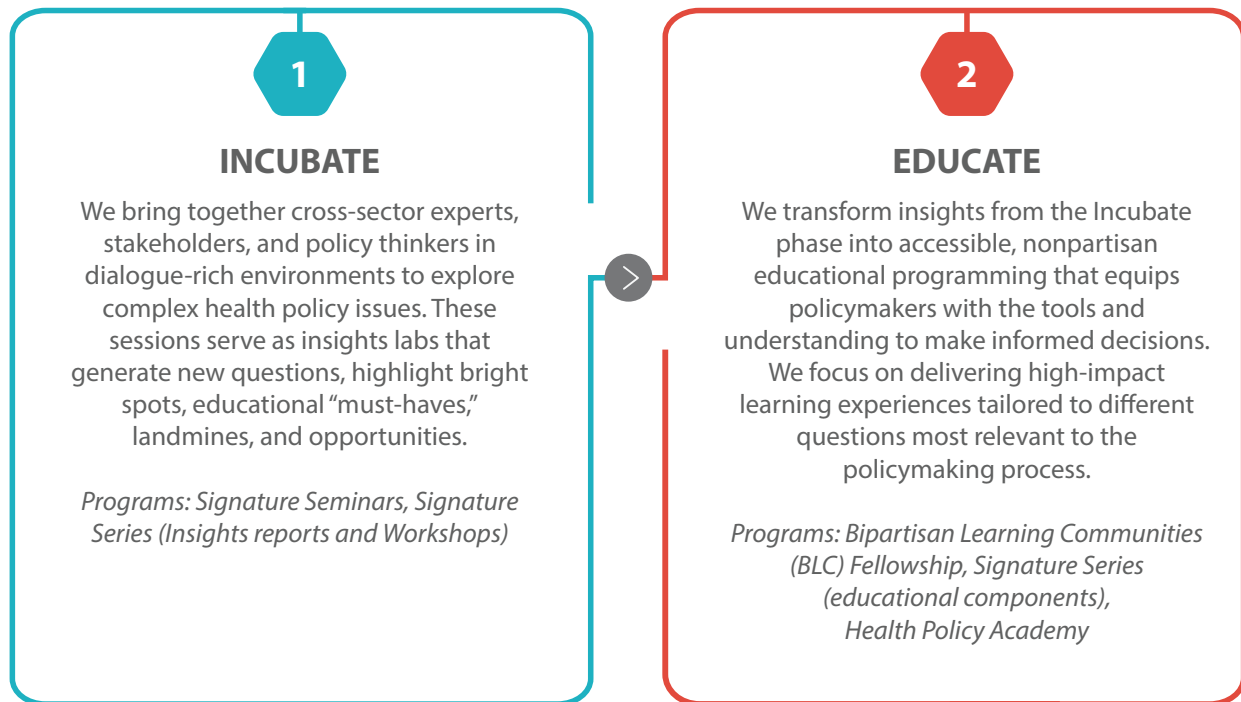 1
INCUBATE
We bring together cross-sector experts,
stakeholders, and policy thinkers in
dialogue-rich environments to explore
complex health policy issues. These
sessions serve as insights labs that
generate new questions, highlight bright
spots, educational “must-haves,”
landmines, and opportunities.
Programs: Signature Seminars, Signature
Series (Insights reports and Workshops)
2
EDUCATE
We transform insights from the Incubate
phase into accessible, nonpartisan
educational programming that equips
policymakers with the tools and
understanding to make informed decisions.
We focus on delivering high-impact
learning experiences tailored to different
questions most relevant to the
policymaking process.
Programs: Bipartisan Learning Communities
(BLC) Fellowship, Signature Series
(educational components),
Health Policy Academy